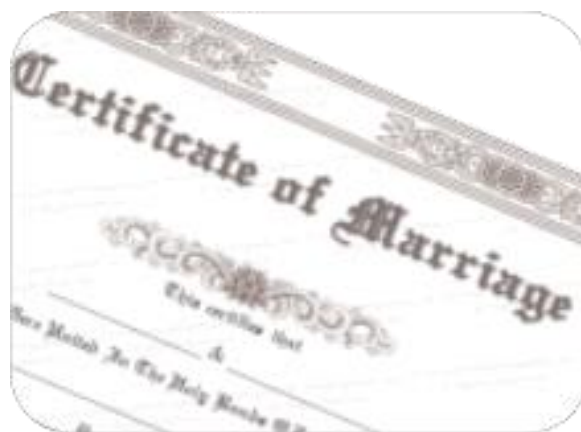 Certificate of Marriage
This certifies that
&
Were United In The Holy Bonds O